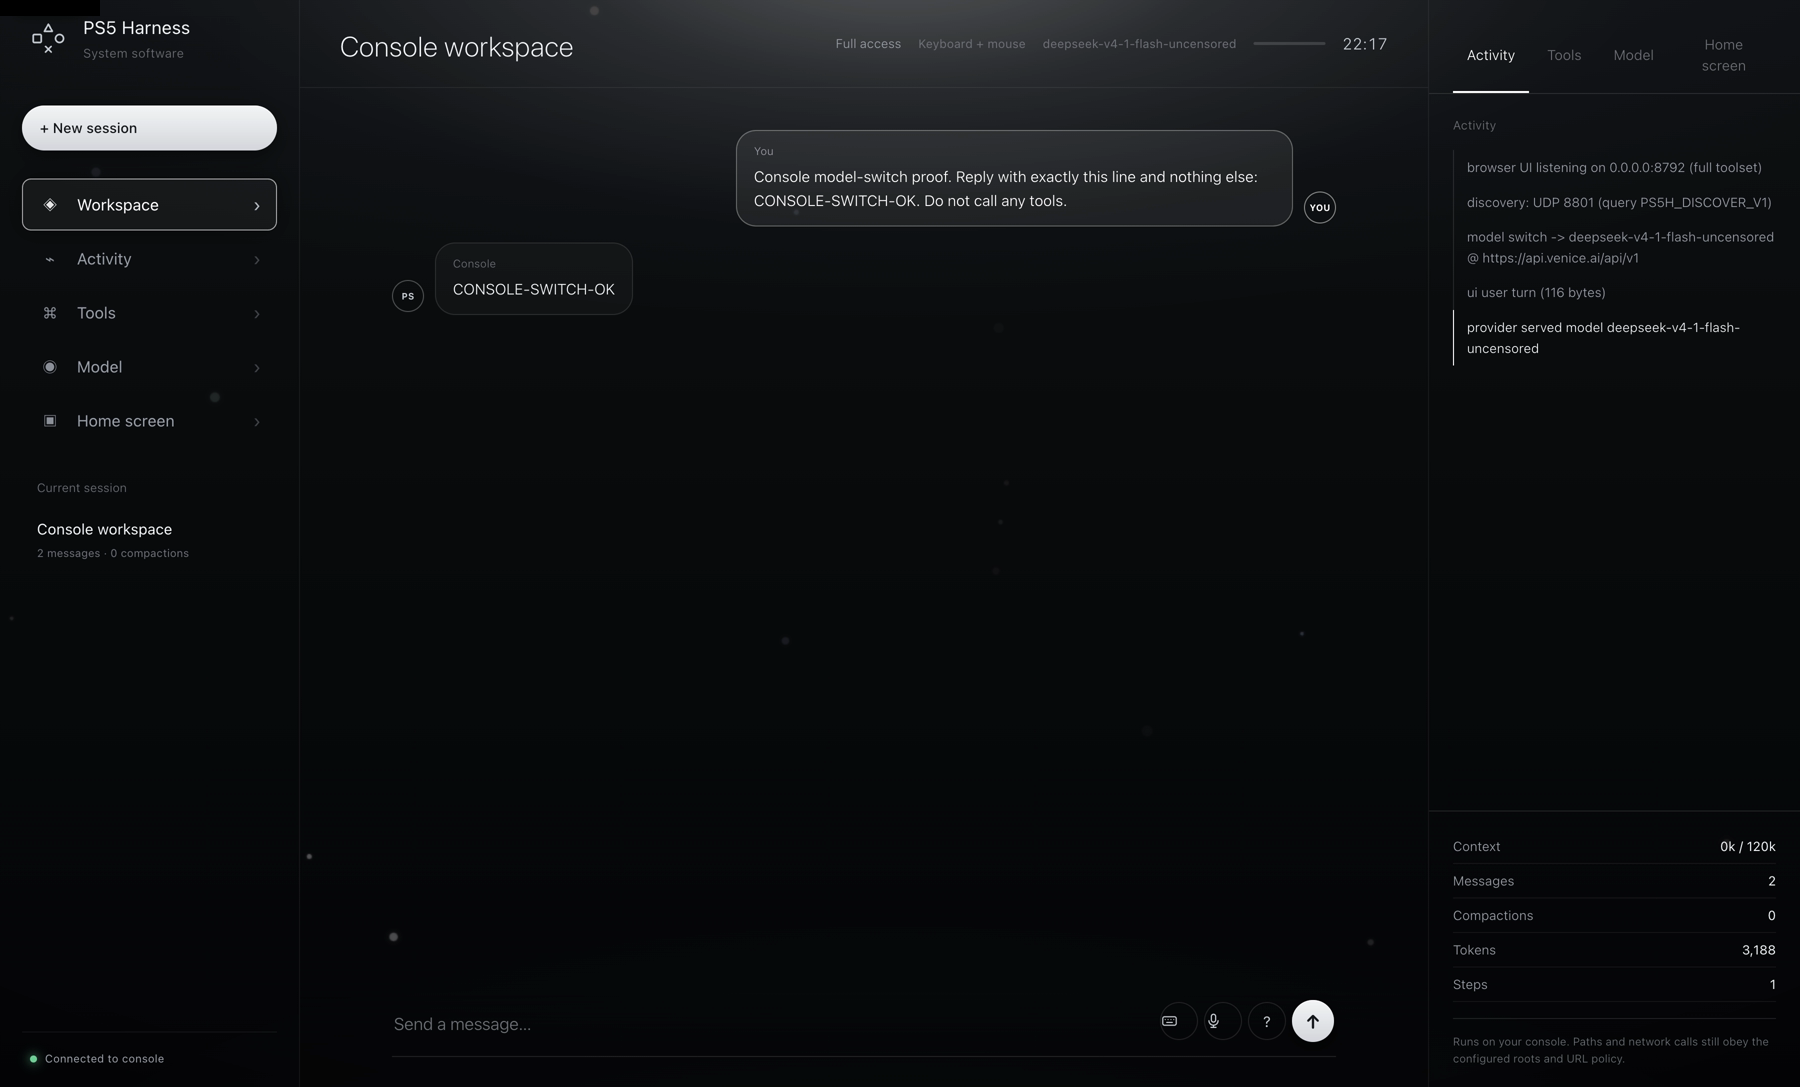 PS5 Harness
System software
+ New session
Workspace
Activity
Tools
Model
Home screen
Current session
Console workspace
2 messages · 0 compactions
Connected to console
Console workspace
Full access
Keyboard + mouse
deepseek-v4-1-flash-uncensored
22:17
You
Console model-switch proof. Reply with exactly this line and nothing else:
CONSOLE-SWITCH-OK. Do not call any tools.
YOU
Console
PS
CONSOLE-SWITCH-OK
Send a message...
?
Activity
Tools
Model
Home
screen
Activity
browser UI listening on 0.0.0.0:8792 (full toolset)
discovery: UDP 8801 (query PS5H_DISCOVER_V1)
model switch -> deepseek-v4-1-flash-uncensored
@ https://api.venice.ai/api/v1
ui user turn (116 bytes)
provider served model deepseek-v4-1-flash-
uncensored
Context 0k / 120k
Messages 2
Compactions 0
Tokens 3,188
Steps 1
Runs on your console. Paths and network calls still obey the
configured roots and URL policy.